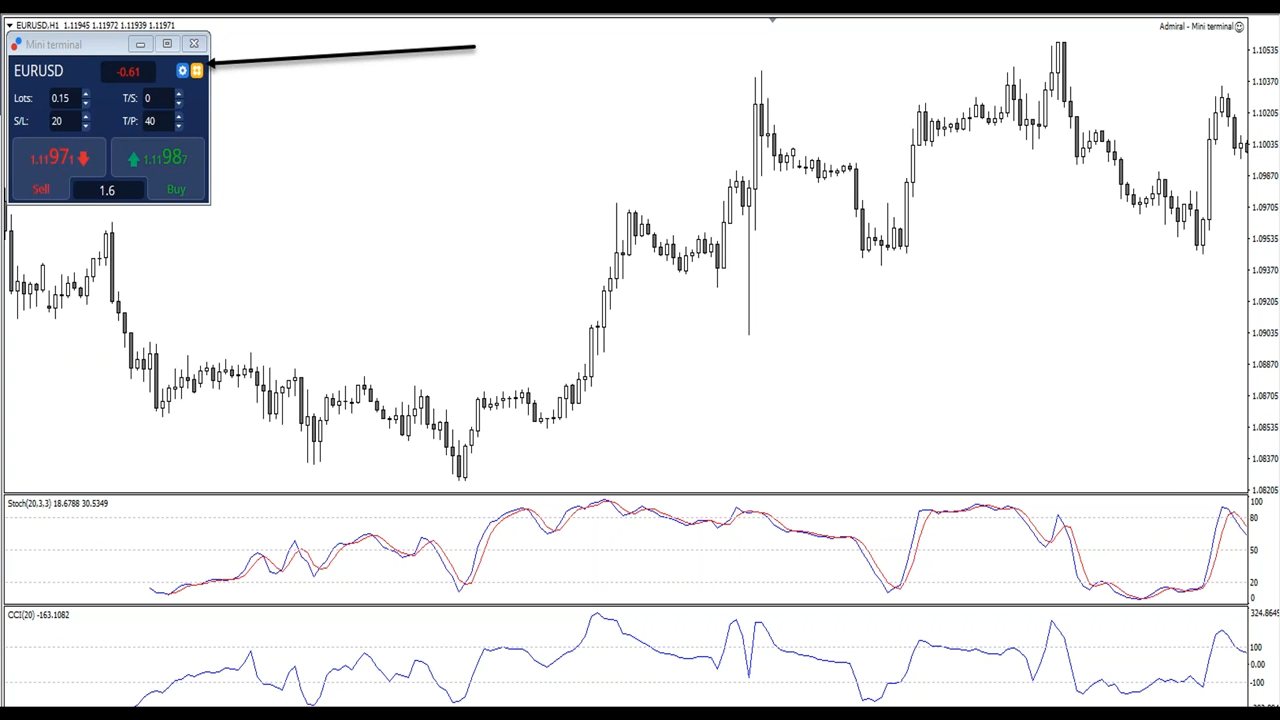 EURUSD,H1 1.11945 1.11972 1.11939 1.11971
Admiral - Mini terminal
Mini terminal
EURUSD -0.61
Lots: 0.15 T/S: 0
S/L: 20 T/P: 40
1.11971 1.11987
Sell 1.6 Buy
1.10535
1.10370
1.10205
1.10035
1.09870
1.09705
1.09535
1.09370
1.09205
1.09035
1.08870
1.08705
1.08535
1.08370
1.08205
Stoch(20,3,3) 18.6788 30.5349
100
80
50
20
0
CCI(20) -163.1082
324.8645
100
0.00
-100